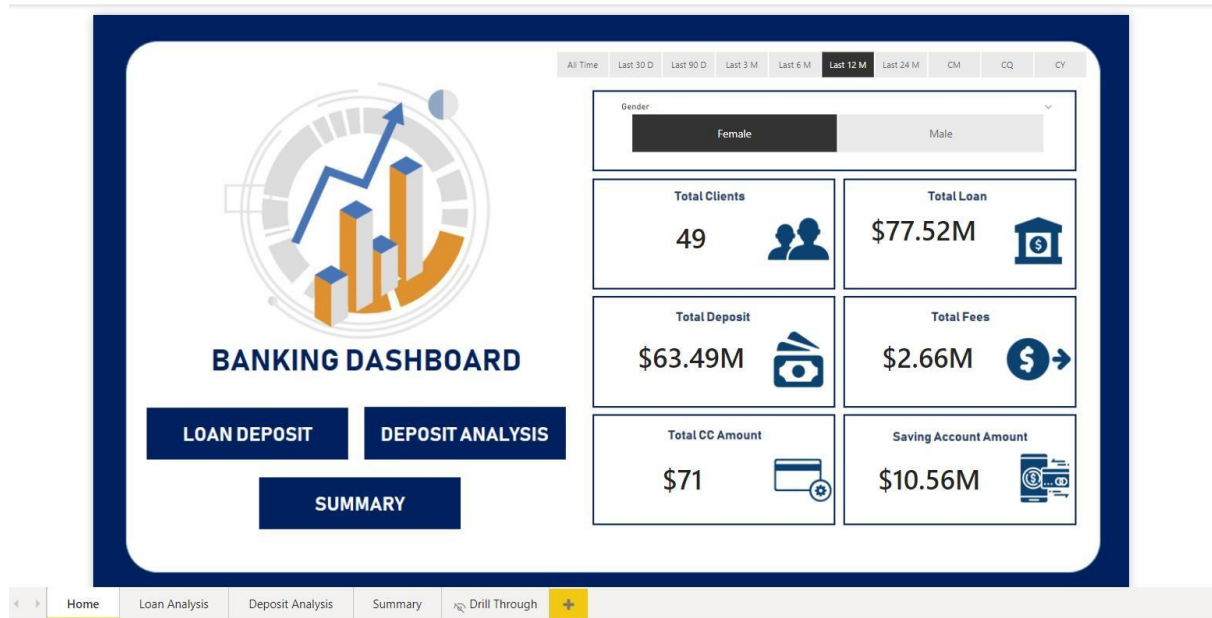 All Time Last 30 D Last 90 D Last 3 M Last 6 M Last 12 M Last 24 M CM CQ CY
Gender
Female Male
Total Clients
49
Total Loan
$77.52M
Total Deposit
$63.49M
Total Fees
$2.66M
Total CC Amount
$71
Saving Account Amount
$10.56M
BANKING DASHBOARD
LOAN DEPOSIT DEPOSIT ANALYSIS
SUMMARY
Home Loan Analysis Deposit Analysis Summary Drill Through +